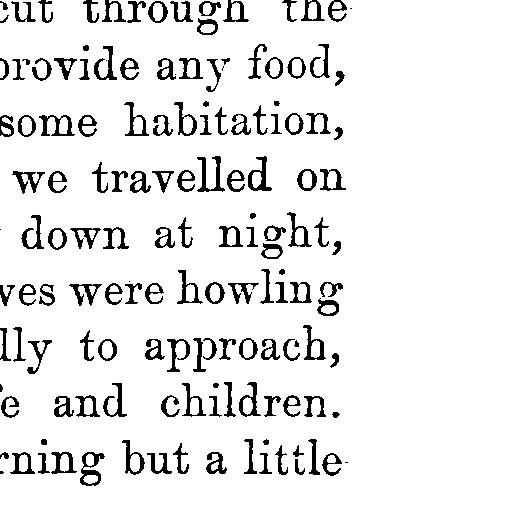 cut through the
provide any food,
some habitation,
we travelled on
down at night,
ves were howling
lly to approach,
e and children.
rning but a little